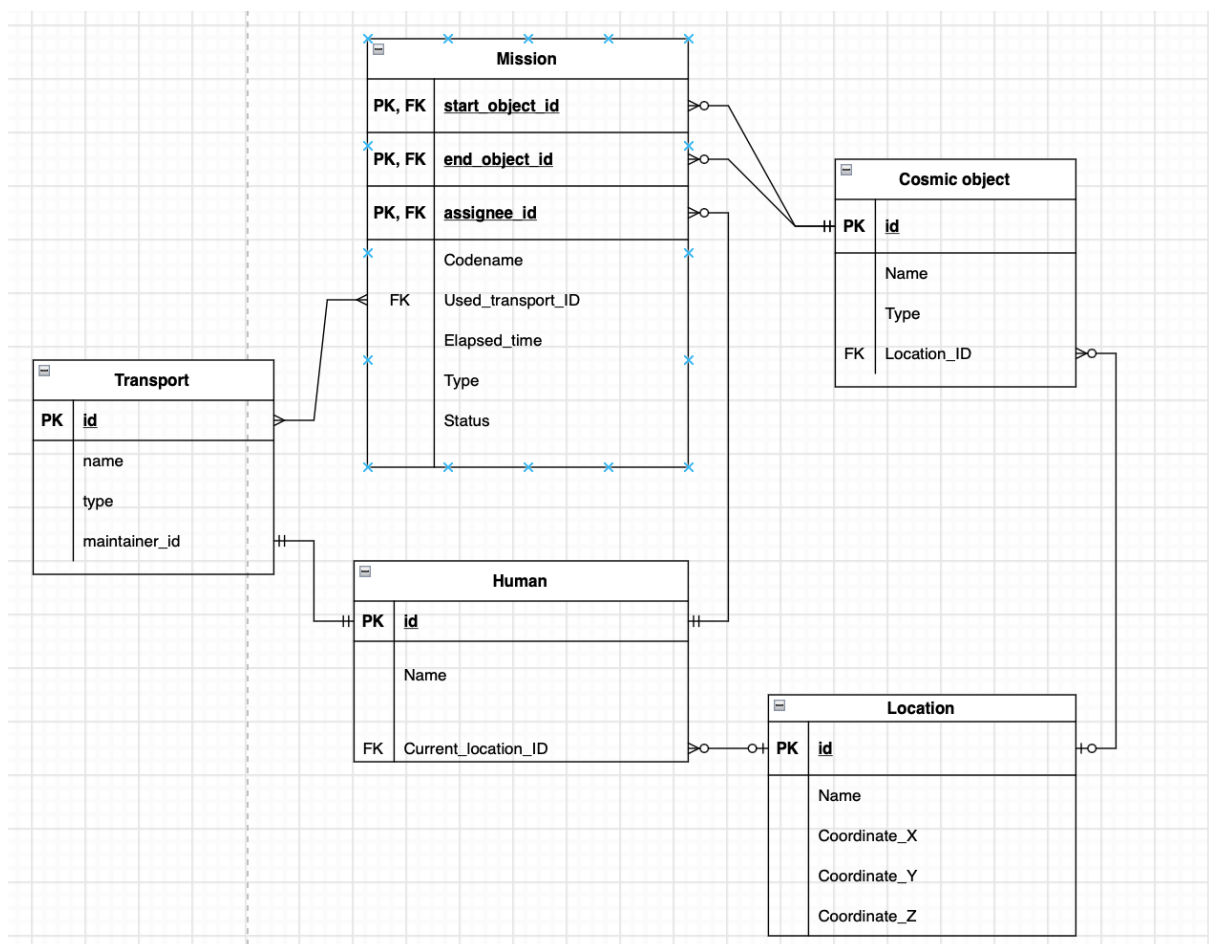 Mission
PK, FK start_object_id
PK, FK end_object_id
PK, FK assignee_id
Codename
FK Used_transport_ID
Elapsed_time
Type
Status
Cosmic object
PK id
Name
Type
FK Location_ID
Transport
PK id
name
type
maintainer_id
Human
PK id
Name
FK Current_location_ID
Location
PK id
Name
Coordinate_X
Coordinate_Y
Coordinate_Z